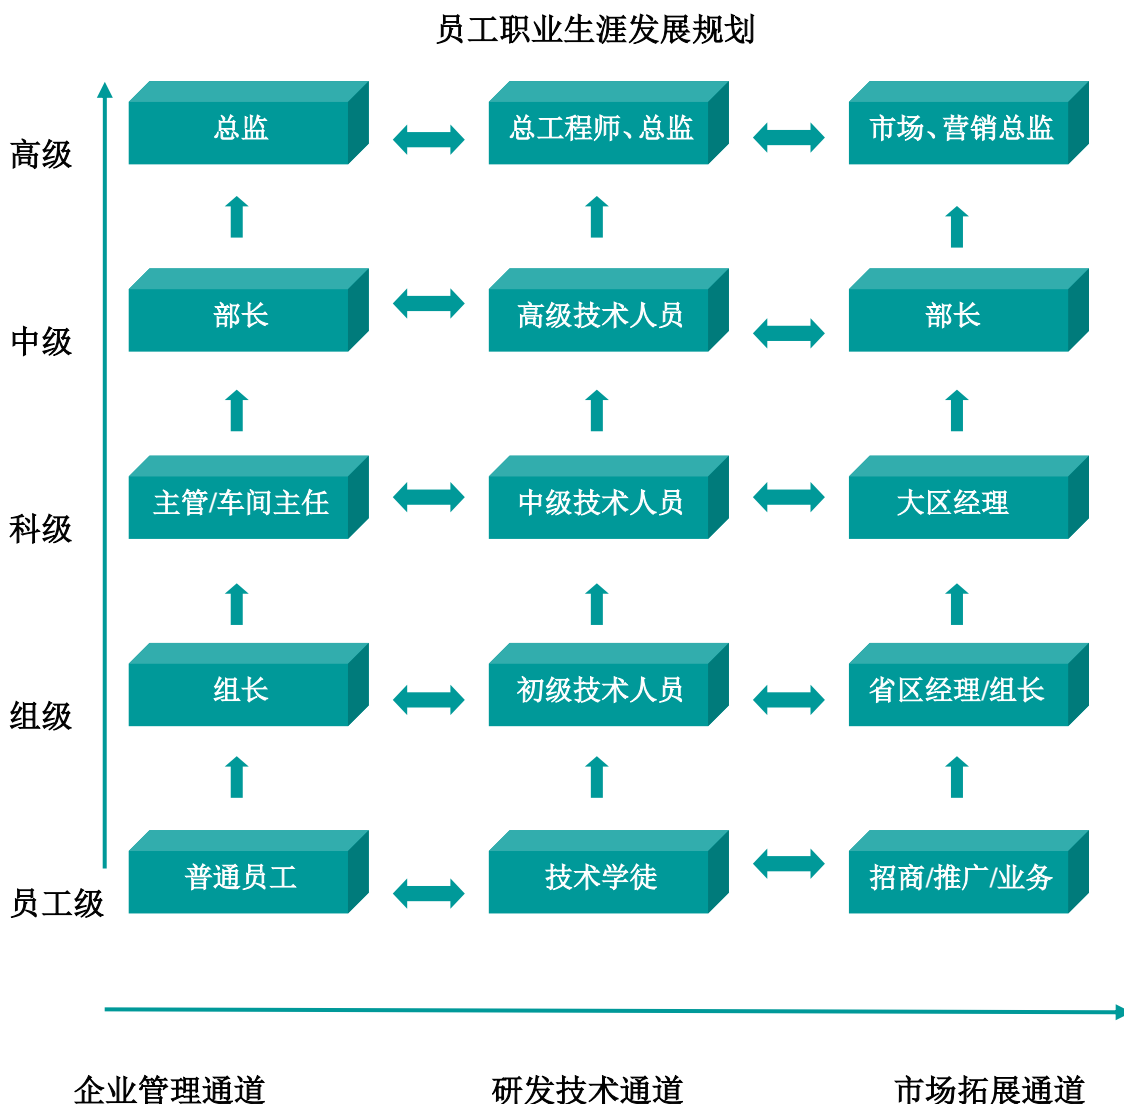 员工职业生涯发展规划
高级
总监
总工程师、总监
市场、营销总监
中级
部长
高级技术人员
部长
科级
主管/车间主任
中级技术人员
大区经理
组级
组长
初级技术人员
省区经理/组长
员工级
普通员工
技术学徒
招商/推广/业务
企业管理通道
研发技术通道
市场拓展通道